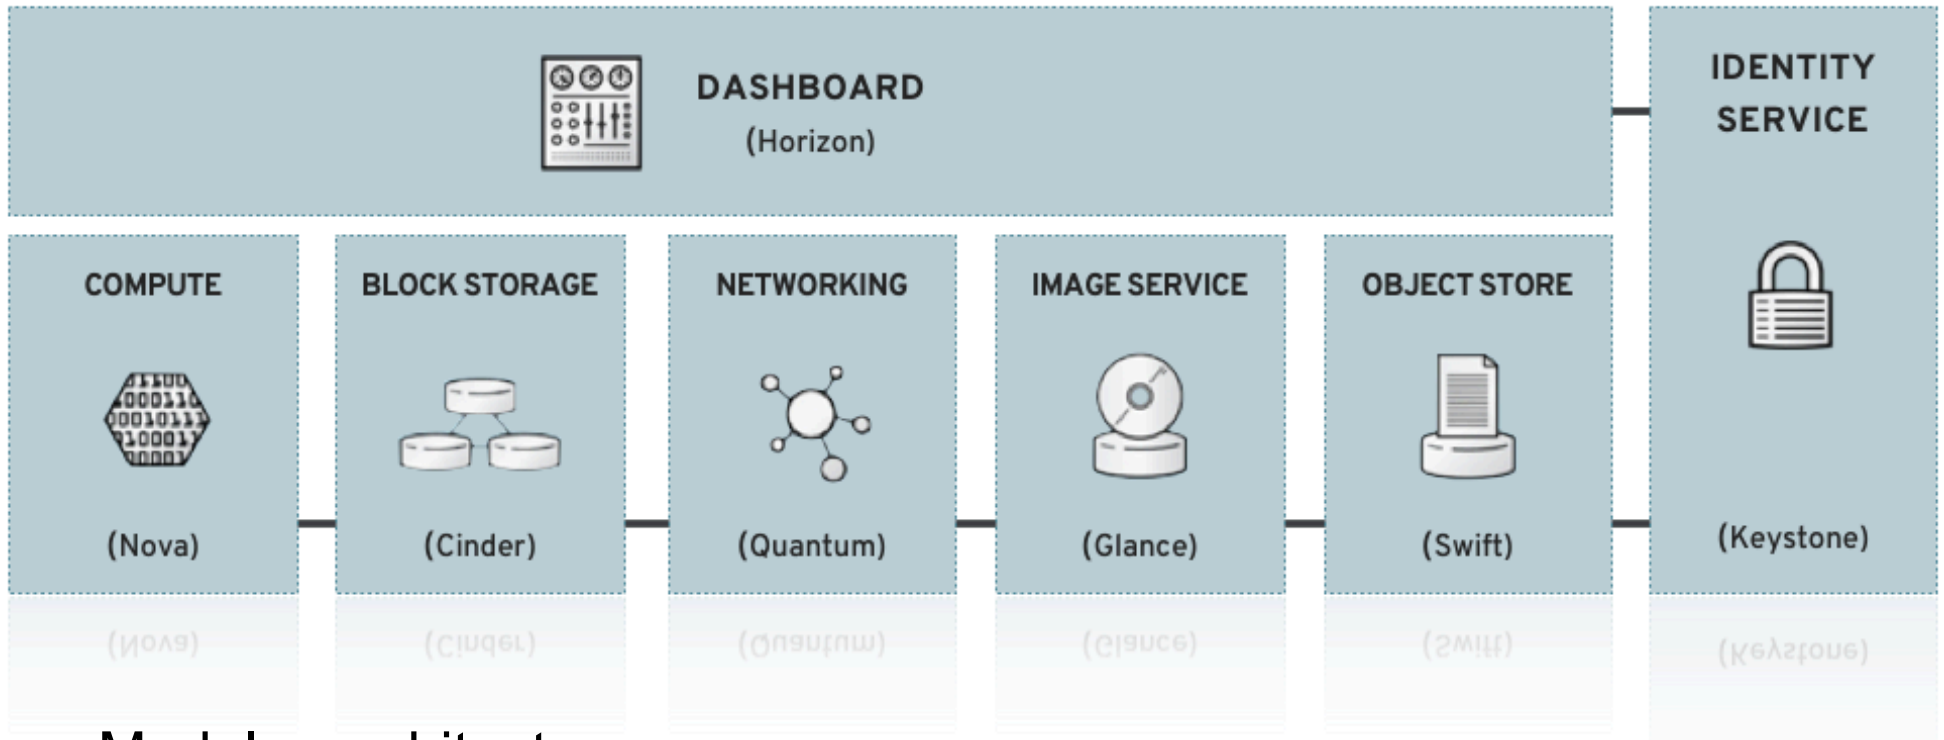 DASHBOARD
(Horizon)
IDENTITY
SERVICE
(Keystone)
COMPUTE
(Nova)
BLOCK STORAGE
(Cinder)
NETWORKING
(Quantum)
IMAGE SERVICE
(Glance)
OBJECT STORE
(Swift)